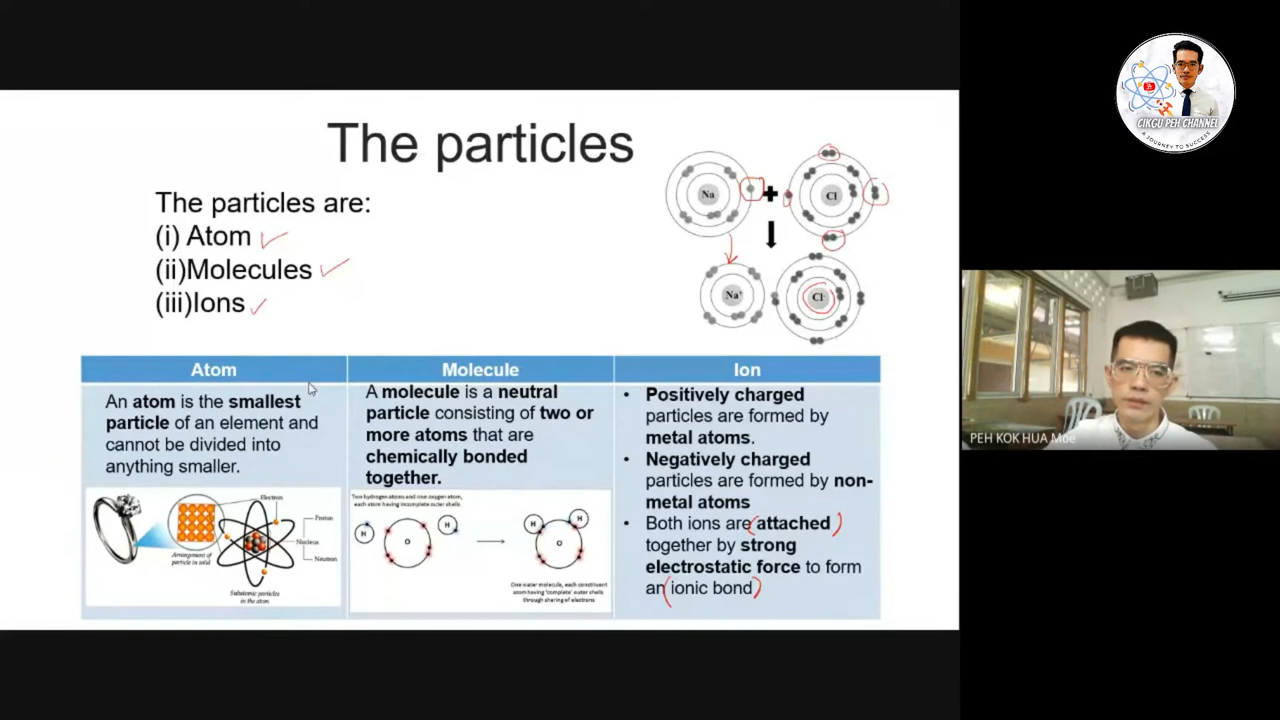 The particles
The particles are:
(i) Atom
(ii)Molecules
(iii)Ions
Na
+
Cl
Na⁺
Cl
Atom
An atom is the smallest
particle of an element and
cannot be divided into
anything smaller.
Electron
Proton
Nucleus
Neutron
Arrangement of
particle in solid
Subatomic particles
in the atom
Molecule
A molecule is a neutral
particle consisting of two or
more atoms that are
chemically bonded
together.
Two hydrogen atoms and one oxygen atom,
each atom having incomplete outer shells
H
O
H
H
O
H
One water molecule, each constituent
atom having 'complete' outer shells
through sharing of electrons
Ion
• Positively charged
particles are formed by
metal atoms.
• Negatively charged
particles are formed by non-
metal atoms
• Both ions are attached
together by strong
electrostatic force to form
an ionic bond
CIKGU PEH CHANNEL
A JOURNEY TO SUCCESS
PEH KOK HUA Moe